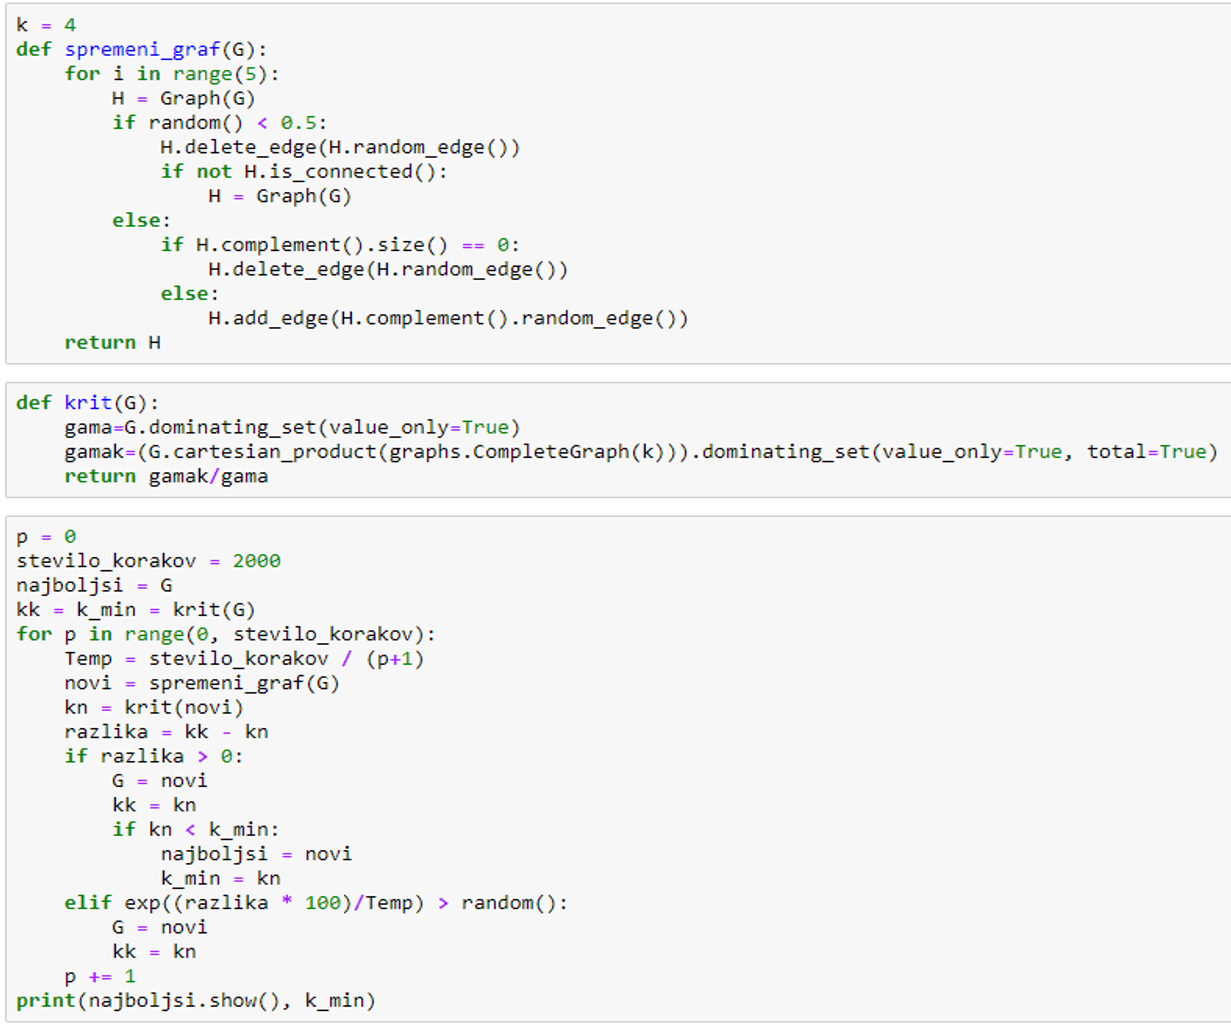 k = 4
def spremeni_graf(G):
    for i in range(5):
        H = Graph(G)
        if random() < 0.5:
            H.delete_edge(H.random_edge())
            if not H.is_connected():
                H = Graph(G)
        else:
            if H.complement().size() == 0:
                H.delete_edge(H.random_edge())
            else:
                H.add_edge(H.complement().random_edge())
    return H
def krit(G):
    gama=G.dominating_set(value_only=True)
    gamak=(G.cartesian_product(graphs.CompleteGraph(k))).dominating_set(value_only=True, total=True)
    return gamak/gama
p = 0
stevilo_korakov = 2000
najboljsi = G
kk = k_min = krit(G)
for p in range(0, stevilo_korakov):
    Temp = stevilo_korakov / (p+1)
    novi = spremeni_graf(G)
    kn = krit(novi)
    razlika = kk - kn
    if razlika > 0:
        G = novi
        kk = kn
        if kn < k_min:
            najboljsi = novi
            k_min = kn
    elif exp((razlika * 100)/Temp) > random():
        G = novi
        kk = kn
    p += 1
print(najboljsi.show(), k_min)